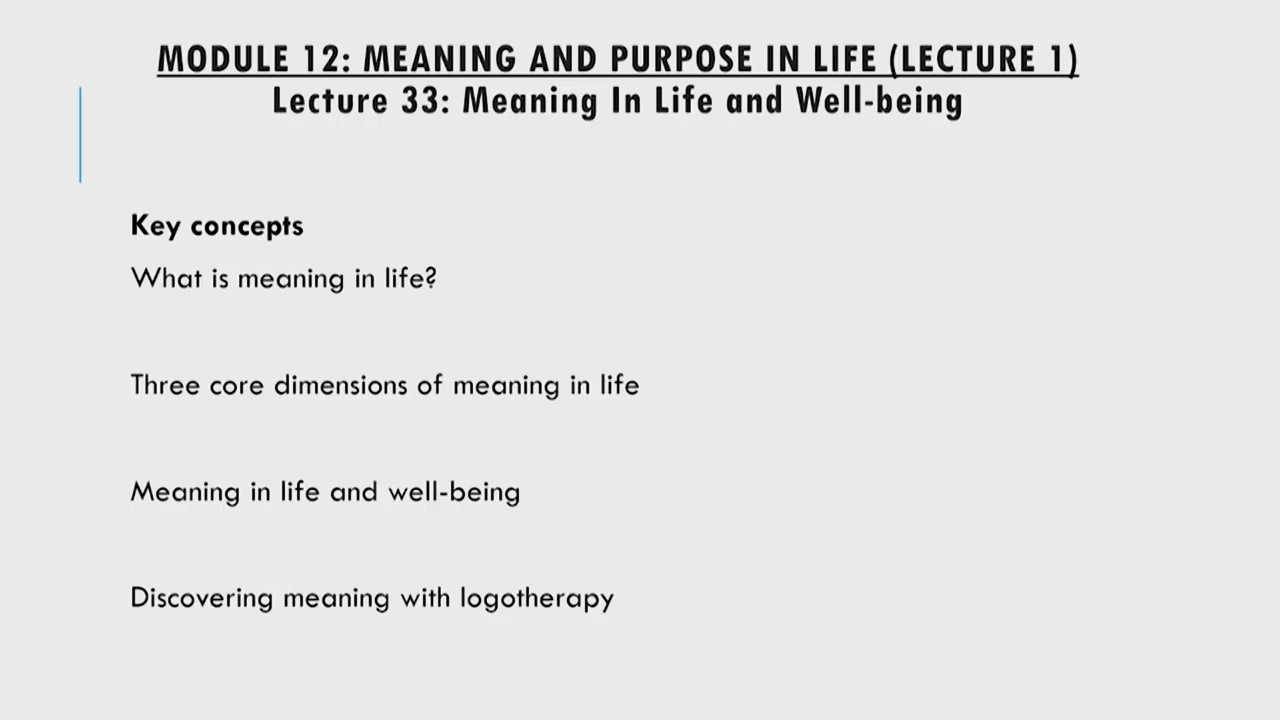 MODULE 12: MEANING AND PURPOSE IN LIFE (LECTURE 1)
Lecture 33: Meaning In Life and Well-being
Key concepts
What is meaning in life?
Three core dimensions of meaning in life
Meaning in life and well-being
Discovering meaning with logotherapy